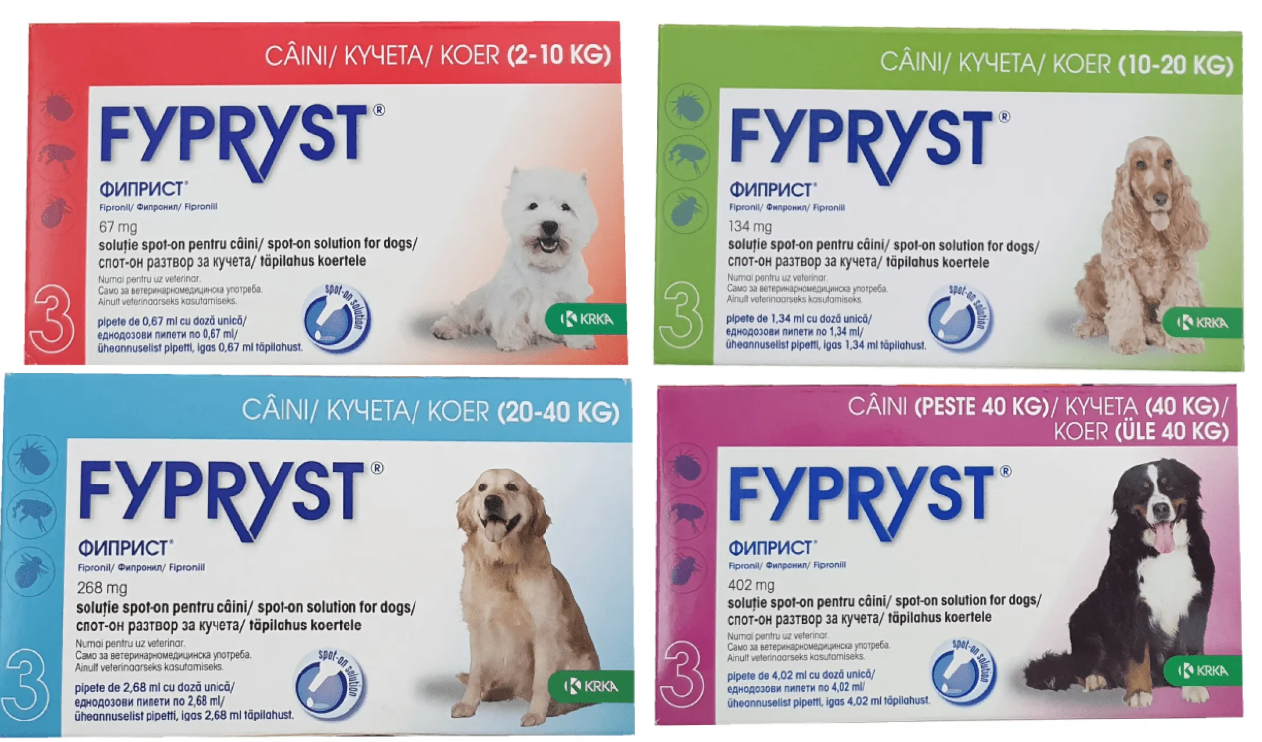 CÂINI/ КУЧЕТА/ KOER (2-10 KG)
FYPRYST®
ФИПРИСТ®
Fipronil/ Фипронил/ Fiproniil
67 mg
soluție spot-on pentru câini/ spot-on solution for dogs/
спот-он разтвор за кучета/ täpilahus koertele
Numai pentru uz veterinar.
Само за ветеринарномедицинска употреба.
Ainult veterinaarseks kasutamiseks.
spot-on solution
3
pipete de 0,67 ml cu doză unică/
еднодозови пипети по 0,67 ml/
üheannuselist pipetti, igas 0,67 ml täpilahust.
KRKA
CÂINI/ КУЧЕТА/ KOER (10-20 KG)
FYPRYST®
ФИПРИСТ®
Fipronil/ Фипронил/ Fiproniil
134 mg
soluție spot-on pentru câini/ spot-on solution for dogs/
спот-он разтвор за кучета/ täpilahus koertele
Numai pentru uz veterinar.
Само за ветеринарномедицинска употреба.
Ainult veterinaarseks kasutamiseks.
spot-on solution
3
pipete de 1,34 ml cu doză unică/
еднодозови пипети по 1,34 ml/
üheannuselist pipetti, igas 1,34 ml täpilahust.
KRKA
CÂINI/ КУЧЕТА/ KOER (20-40 KG)
FYPRYST®
ФИПРИСТ®
Fipronil/ Фипронил/ Fiproniil
268 mg
soluție spot-on pentru câini/ spot-on solution for dogs/
спот-он разтвор за кучета/ täpilahus koertele
Numai pentru uz veterinar.
Само за ветеринарномедицинска употреба.
Ainult veterinaarseks kasutamiseks.
spot-on solution
3
pipete de 2,68 ml cu doză unică/
еднодозови пипети по 2,68 ml/
üheannuselist pipetti, igas 2,68 ml täpilahust.
KRKA
CÂINI (PESTE 40 KG)/ КУЧЕТА (40 KG)/
KOER (ÜLE 40 KG)
FYPRYST®
ФИПРИСТ®
Fipronil/ Фипронил/ Fiproniil
402 mg
soluție spot-on pentru câini/ spot-on solution for dogs/
спот-он разтвор за кучета/ täpilahus koertele
Numai pentru uz veterinar.
Само за ветеринарномедицинска употреба.
Ainult veterinaarseks kasutamiseks.
spot-on solution
3
pipete de 4,02 ml cu doză unică/
еднодозови пипети по 4,02 ml/
üheannuselist pipetti, igas 4,02 ml täpilahust.
KRKA